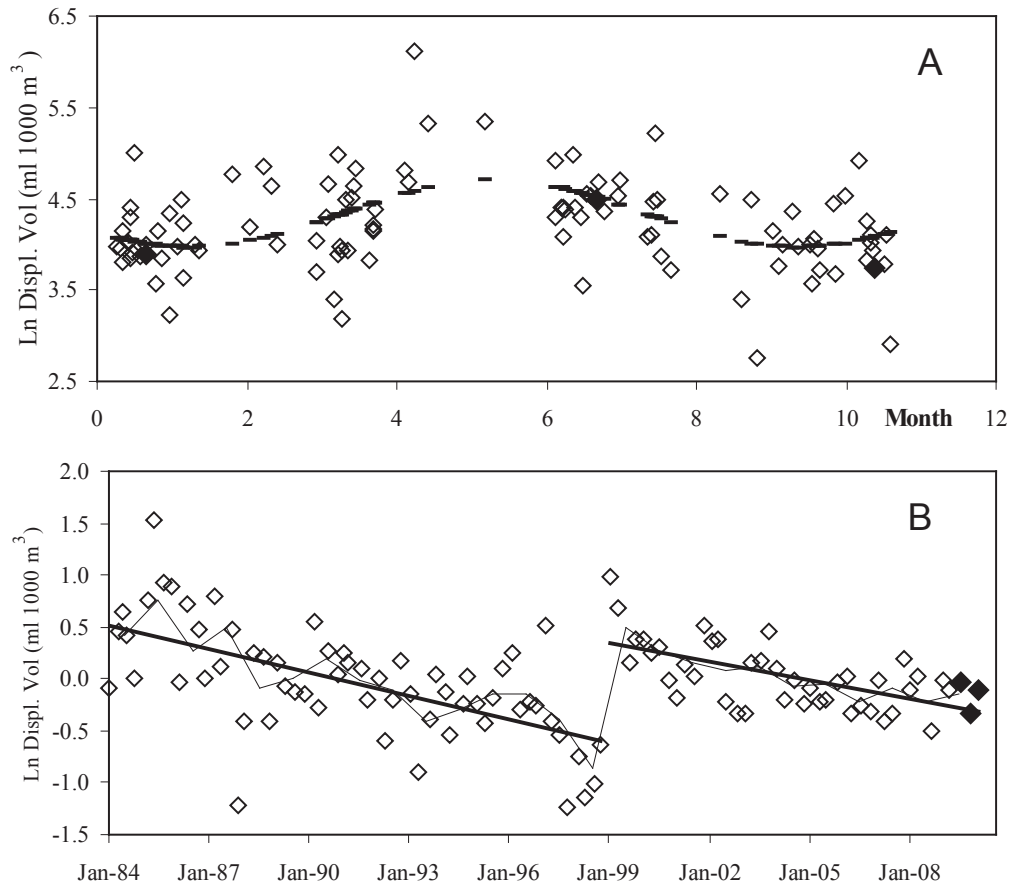 6.5
A
5.5
4.5
3.5
2.5
Ln Displ. Vol (ml 1000 m³)
0 2 4 6 8 10 Month 12
2.0
B
1.5
1.0
0.5
0.0
-0.5
-1.0
-1.5
Ln Displ. Vol (ml 1000 m³)
Jan-84 Jan-87 Jan-90 Jan-93 Jan-96 Jan-99 Jan-02 Jan-05 Jan-08